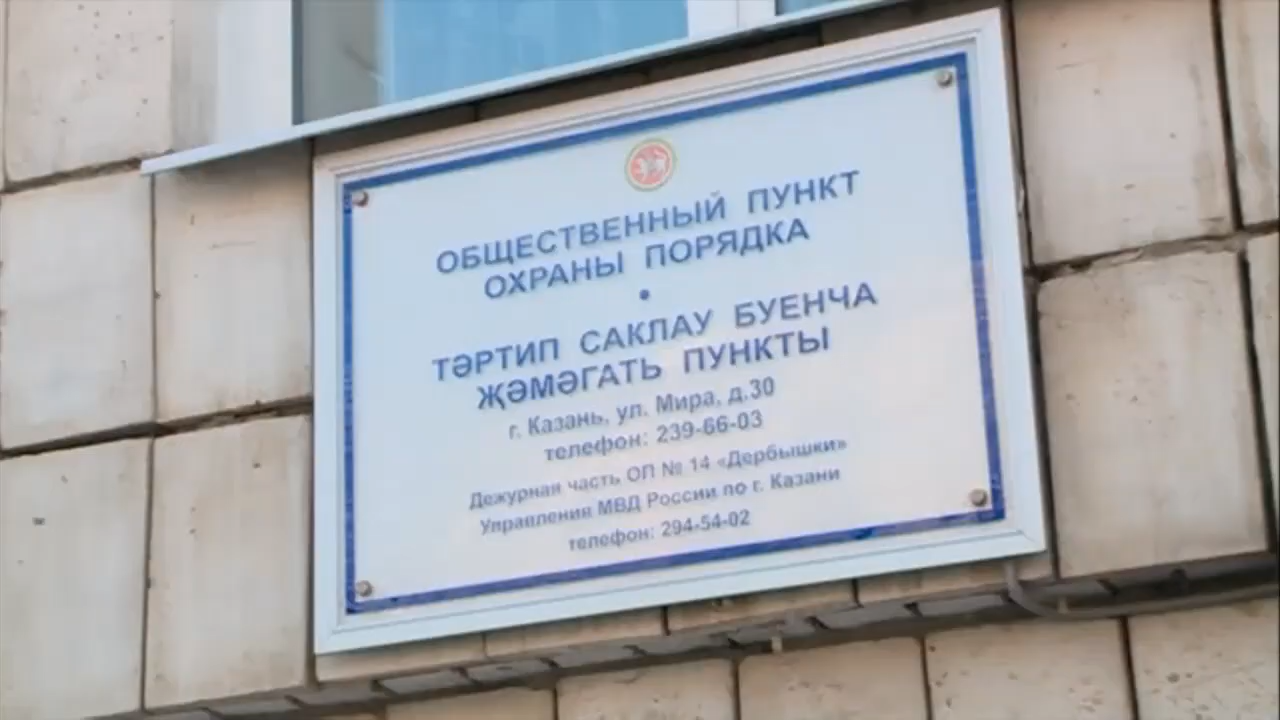 ОБЩЕСТВЕННЫЙ ПУНКТ
ОХРАНЫ ПОРЯДКА
•
ТӘРТИП САКЛАУ БУЕНЧА
ҖӘМӘГАТЬ ПУНКТЫ
г. Казань, ул. Мира, д.30
телефон: 239-66-03
Дежурная часть ОП № 14 «Дербышки»
Управления МВД России по г. Казани
телефон: 294-54-02